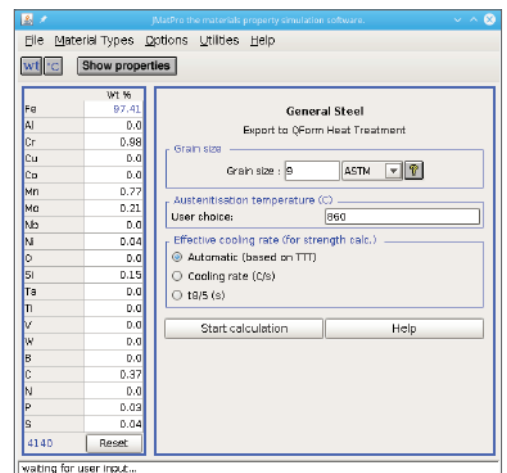 JMatPro the materials property simulation software.
File Material Types Options Utilities Help
wt °C Show properties
Wt %
Fe 97.41
Al 0.0
Cr 0.98
Cu 0.0
Co 0.0
Mn 0.77
Mo 0.21
Nb 0.0
Ni 0.04
O 0.0
Si 0.15
Ta 0.0
Ti 0.0
V 0.0
W 0.0
B 0.0
C 0.37
N 0.0
P 0.03
S 0.04
4140 Reset
General Steel
Export to QForm Heat Treatment
Grain size
Grain size : 9 ASTM ?
Austenitisation temperature (C)
User choice: 860
Effective cooling rate (for strength calc.)
Automatic (based on TTT)
Cooling rate (C/s)
t8/5 (s)
Start calculation Help
waiting for user input...